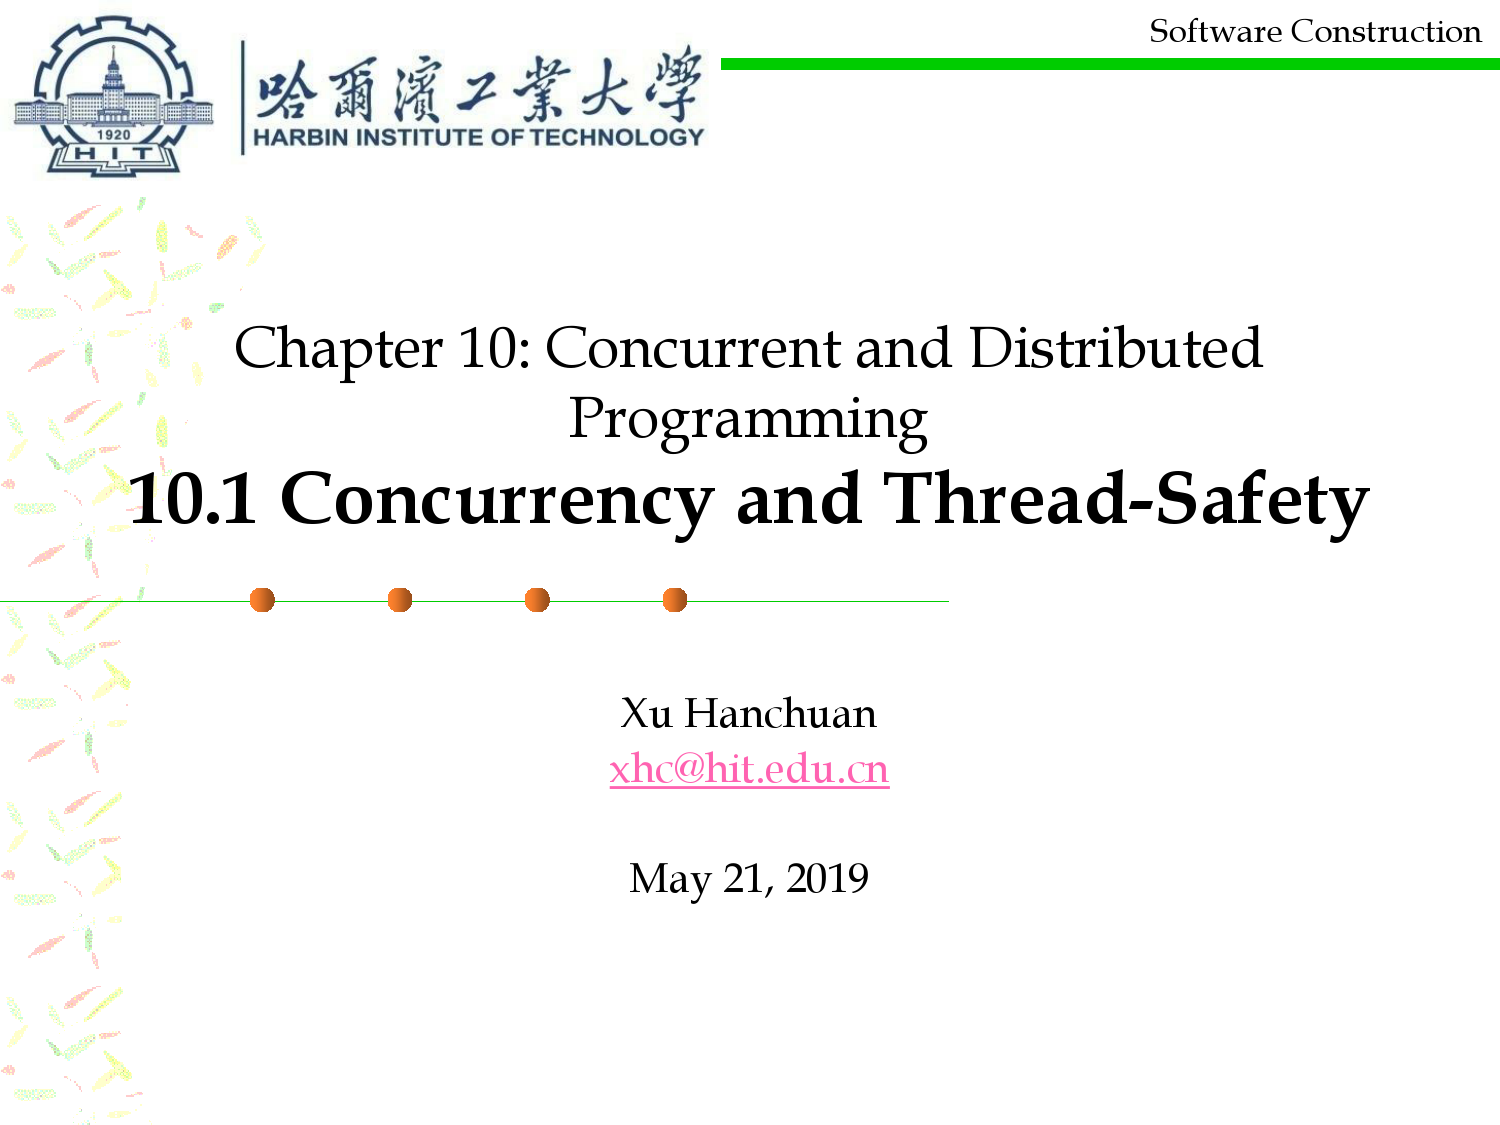 Software Construction
哈爾濱工業大學
HARBIN INSTITUTE OF TECHNOLOGY
1920
HIT
Chapter 10: Concurrent and Distributed
Programming
10.1 Concurrency and Thread-Safety
Xu Hanchuan
xhc@hit.edu.cn
May 21, 2019